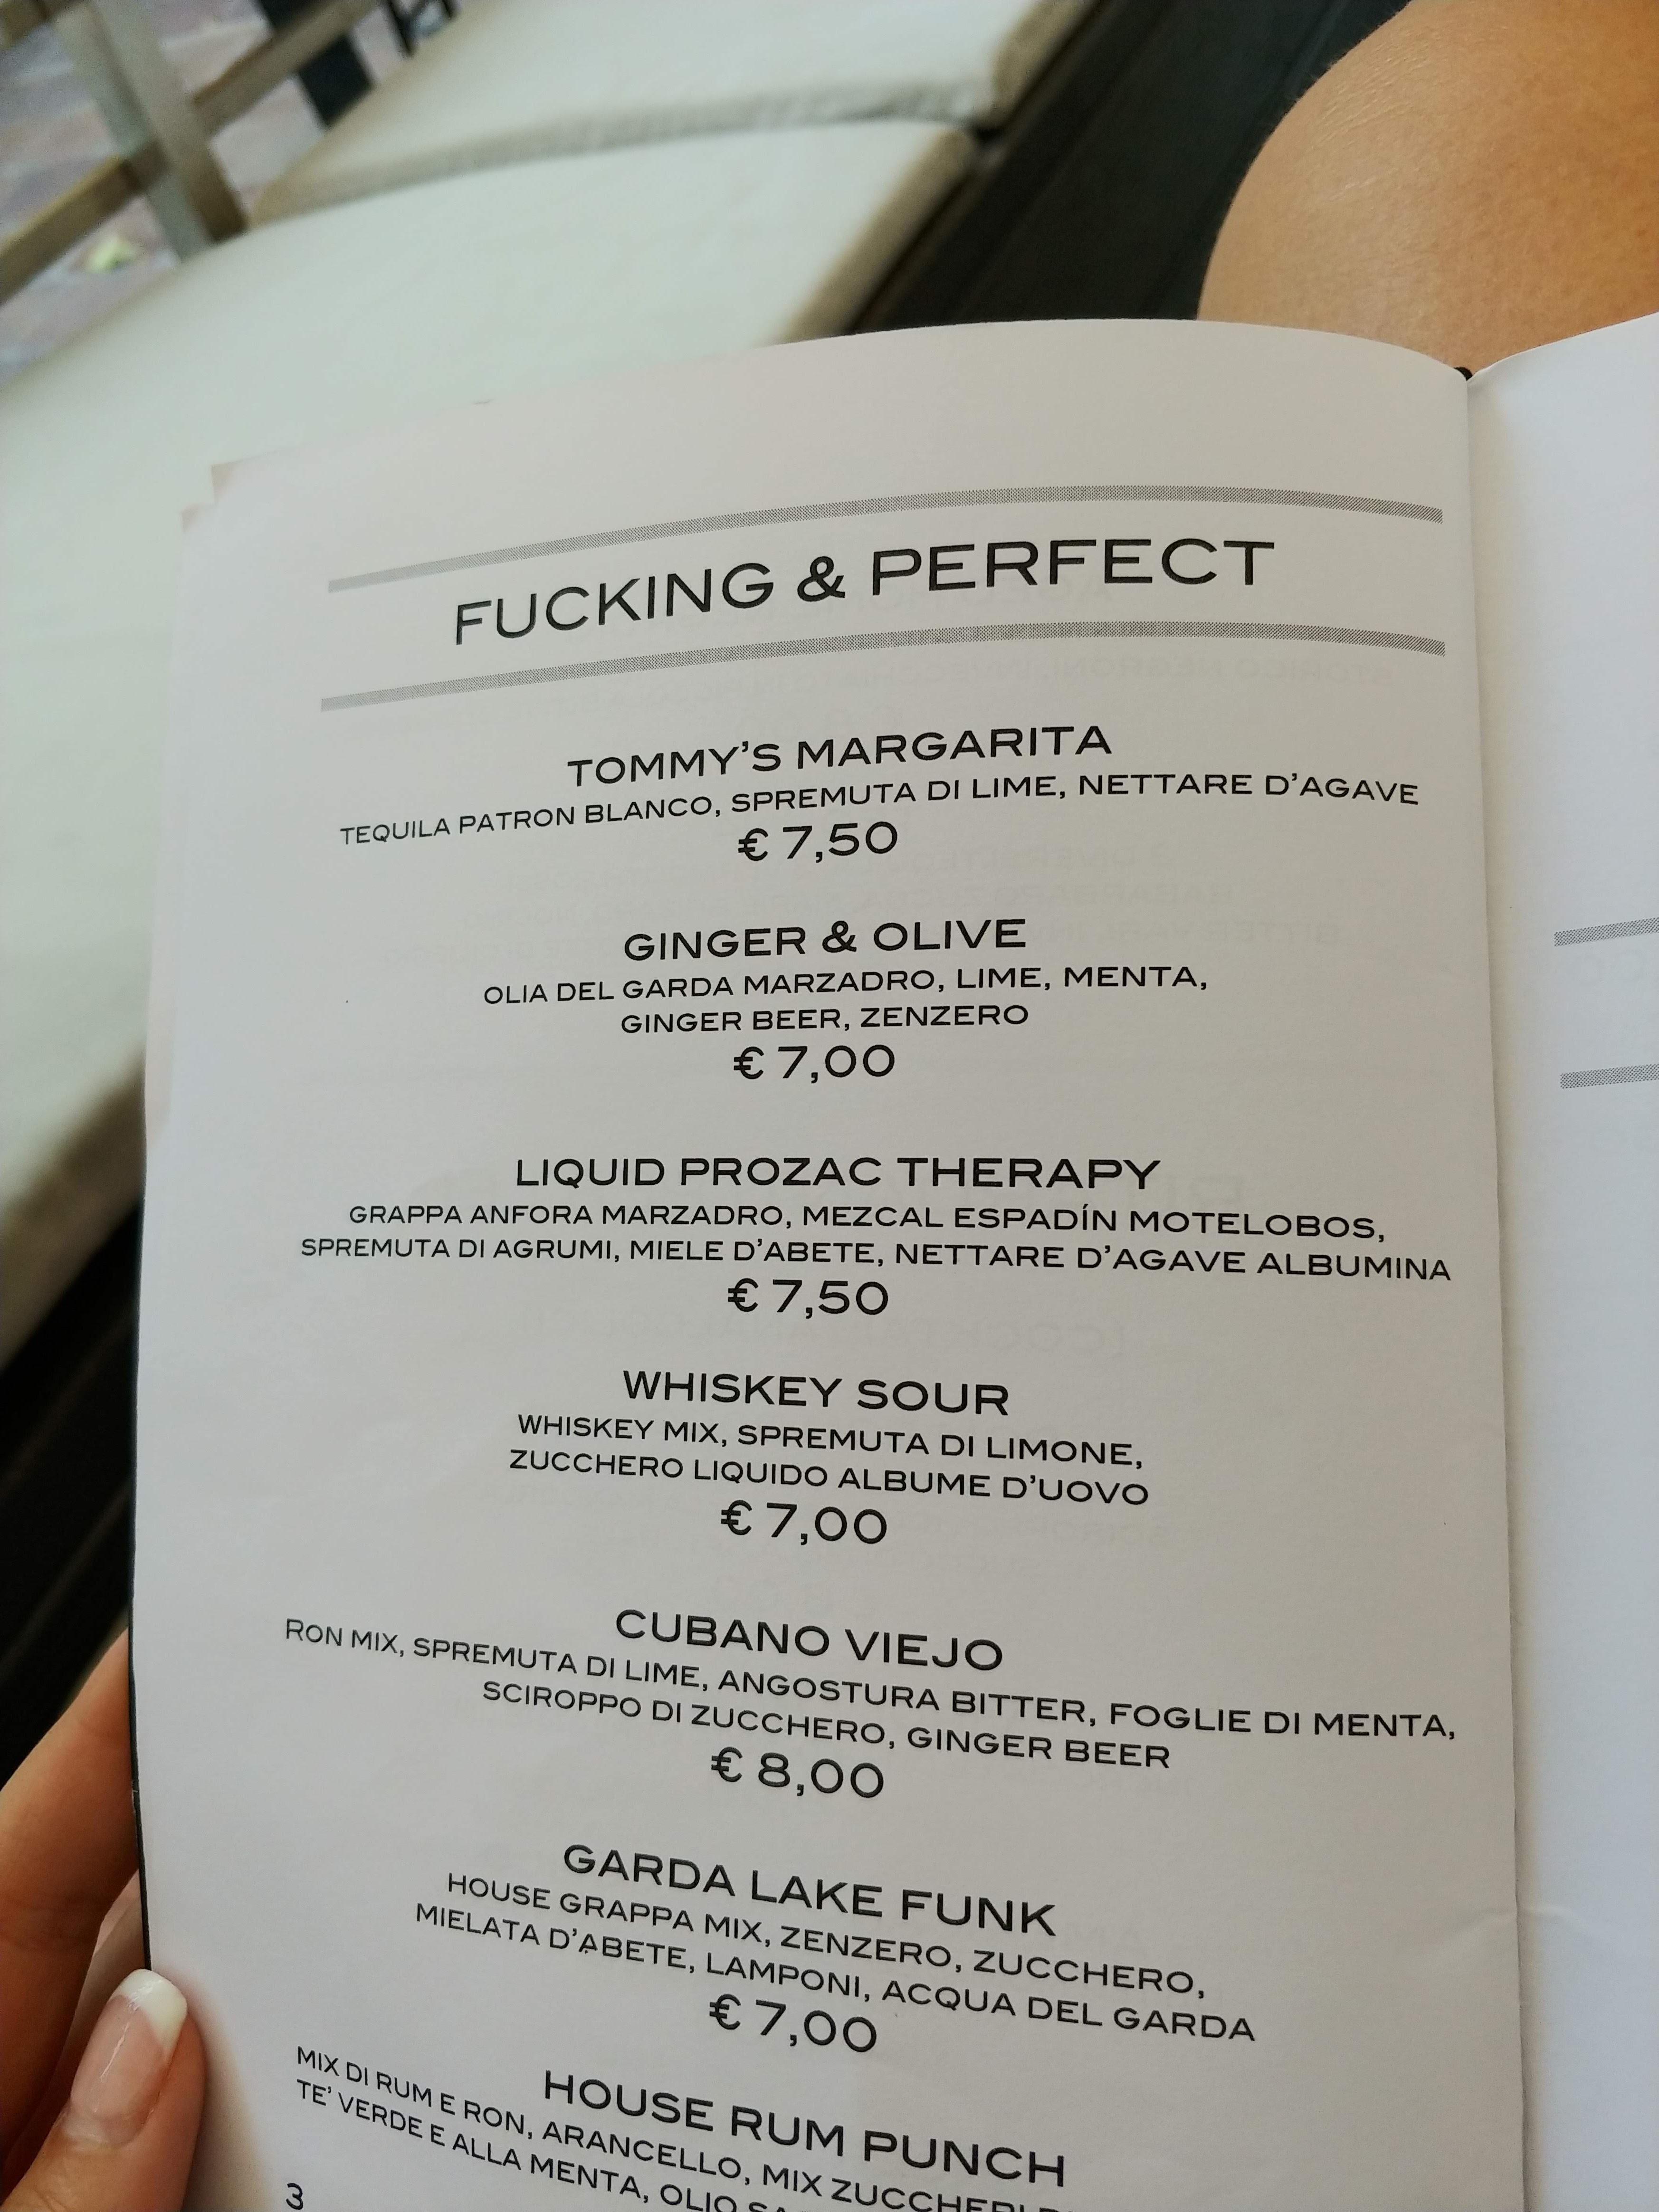 FUCKING & PERFECT
TOMMY'S MARGARITA
TEQUILA PATRON BLANCO, SPREMUTA DI LIME, NETTARE D'AGAVE
€ 7,50
GINGER & OLIVE
OLIA DEL GARDA MARZADRO, LIME, MENTA,
GINGER BEER, ZENZERO
€ 7,00
LIQUID PROZAC THERAPY
GRAPPA ANFORA MARZADRO, MEZCAL ESPADÍN MOTELOBOS,
SPREMUTA DI AGRUMI, MIELE D'ABETE, NETTARE D'AGAVE ALBUMINA
€ 7,50
WHISKEY SOUR
WHISKEY MIX, SPREMUTA DI LIMONE,
ZUCCHERO LIQUIDO ALBUME D'UOVO
€ 7,00
CUBANO VIEJO
RON MIX, SPREMUTA DI LIME, ANGOSTURA BITTER, FOGLIE DI MENTA,
SCIROPPO DI ZUCCHERO, GINGER BEER
€ 8,00
GARDA LAKE FUNK
HOUSE GRAPPA MIX, ZENZERO, ZUCCHERO,
MIELATA D'ABETE, LAMPONI, ACQUA DEL GARDA
€ 7,00
HOUSE RUM PUNCH
MIX DI RUM E RON, ARANCELLO, MIX ZUCCHERI
TE' VERDE E ALLA MENTA, OLIO
3